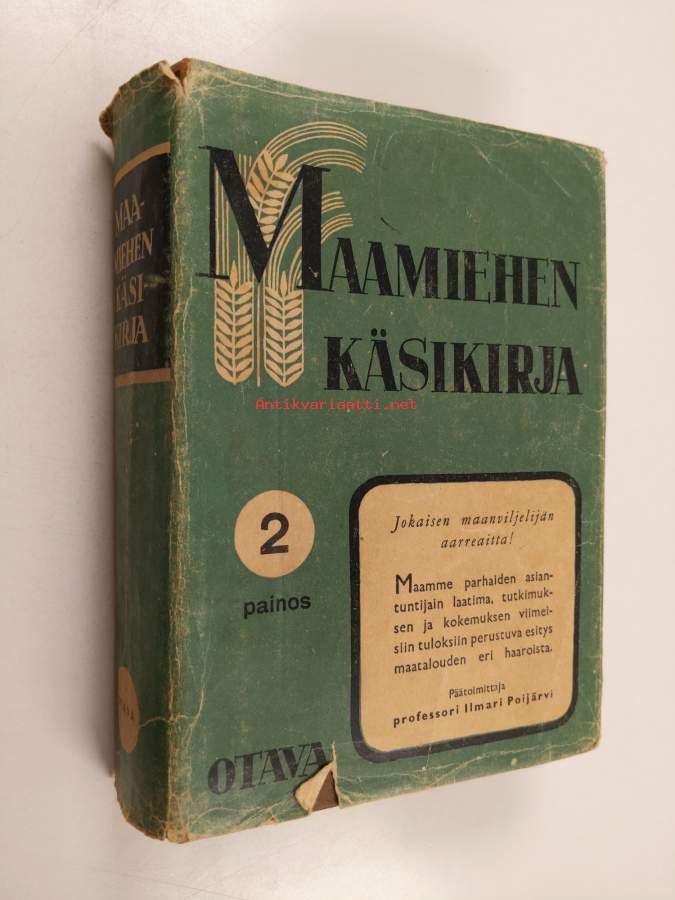 MAA-
MIEHEN
KÄSI-
KIRJA
MAAMIEHEN
KÄSIKIRJA
Antikvariaatti.net
2
painos
Jokaisen maanviljelijän
aarreaitta!
Maamme parhaiden asian-
tuntijain laatima, tutkimuk-
sen ja kokemuksen viimei-
siin tuloksiin perustuva esitys
maatalouden eri haaroista.
Päätoimittaja
professori Ilmari Poijärvi
OTAVA